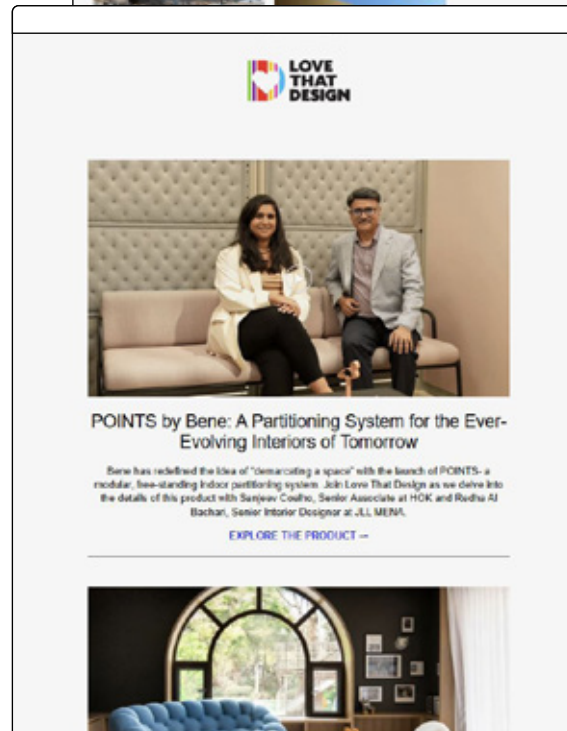 LOVE
THAT
DESIGN
POINTS by Bene: A Partitioning System for the Ever-
Evolving Interiors of Tomorrow
Bene has redefined the idea of "demarcating a space" with the launch of POINTS- a
modular, free-standing indoor partitioning system. Join Love That Design as we delve into
the details of this product with Sanjeev Coelho, Senior Associate at HOK and Radha Al
Bachari, Senior Interior Designer at JLL MENA.
EXPLORE THE PRODUCT →